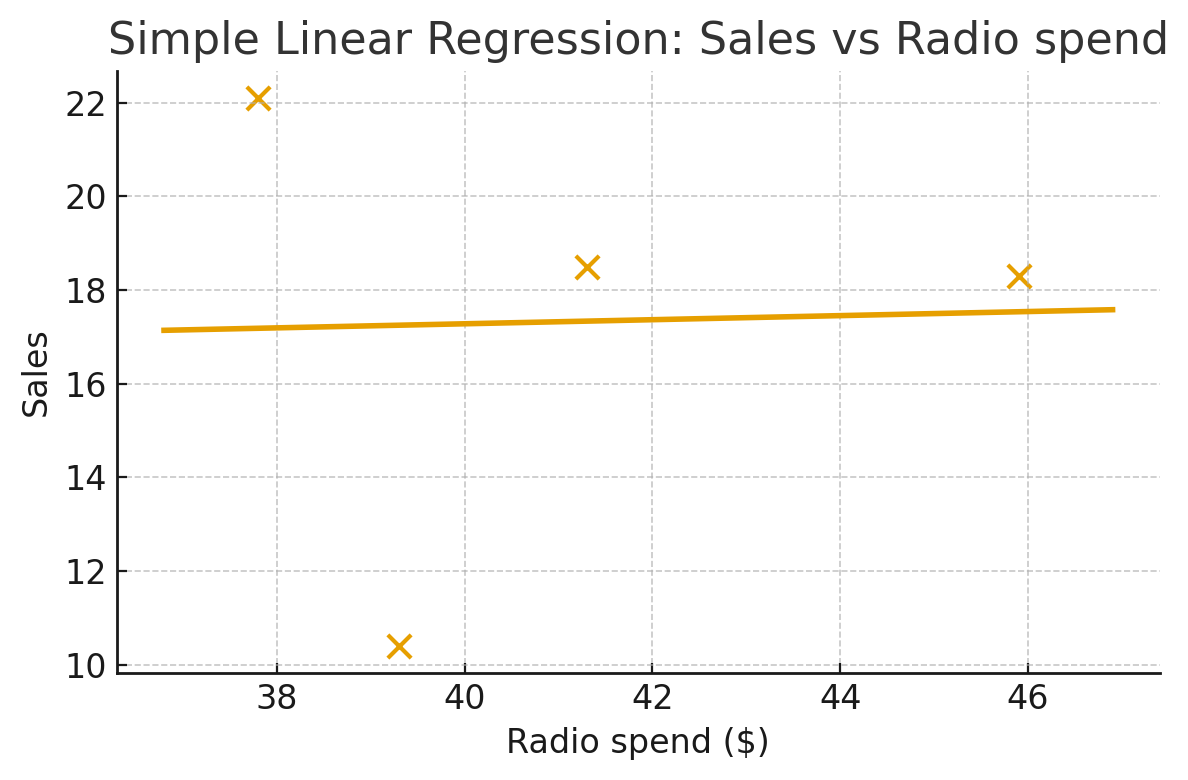 Simple Linear Regression: Sales vs Radio spend
22
20
18
16
14
12
10
Sales
38 40 42 44 46
Radio spend ($)